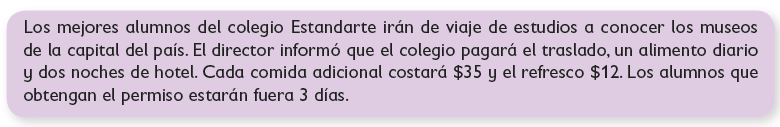 Los mejores alumnos del colegio Estandarte irán de viaje de estudios a conocer los museos
de la capital del país. El director informó que el colegio pagará el traslado, un alimento diario
y dos noches de hotel. Cada comida adicional costará $35 y el refresco $12. Los alumnos que
obtengan el permiso estarán fuera 3 días.